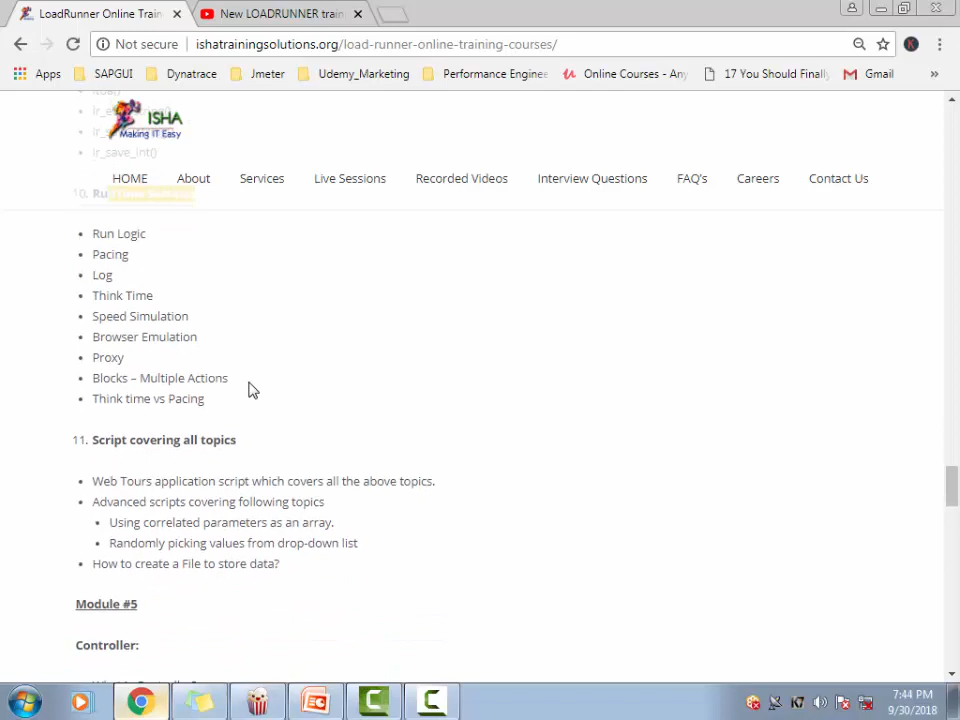 LoadRunner Online Train
New LOADRUNNER traini
Not secure
ishatrainingsolutions.org/load-runner-online-training-courses/
Apps
SAPGUI
Dynatrace
Jmeter
Udemy_Marketing
Performance Enginee
Online Courses - Any
17 You Should Finally
Gmail
»
ISHA
Making IT Easy
lr_save_int()
HOME
About
Services
Live Sessions
Recorded Videos
Interview Questions
FAQ's
Careers
Contact Us
10.
• Run Logic
• Pacing
• Log
• Think Time
• Speed Simulation
• Browser Emulation
• Proxy
• Blocks – Multiple Actions
• Think time vs Pacing
11. Script covering all topics
• Web Tours application script which covers all the above topics.
• Advanced scripts covering following topics
• Using correlated parameters as an array.
• Randomly picking values from drop-down list
• How to create a File to store data?
Module #5
Controller:
7:44 PM
9/30/2018